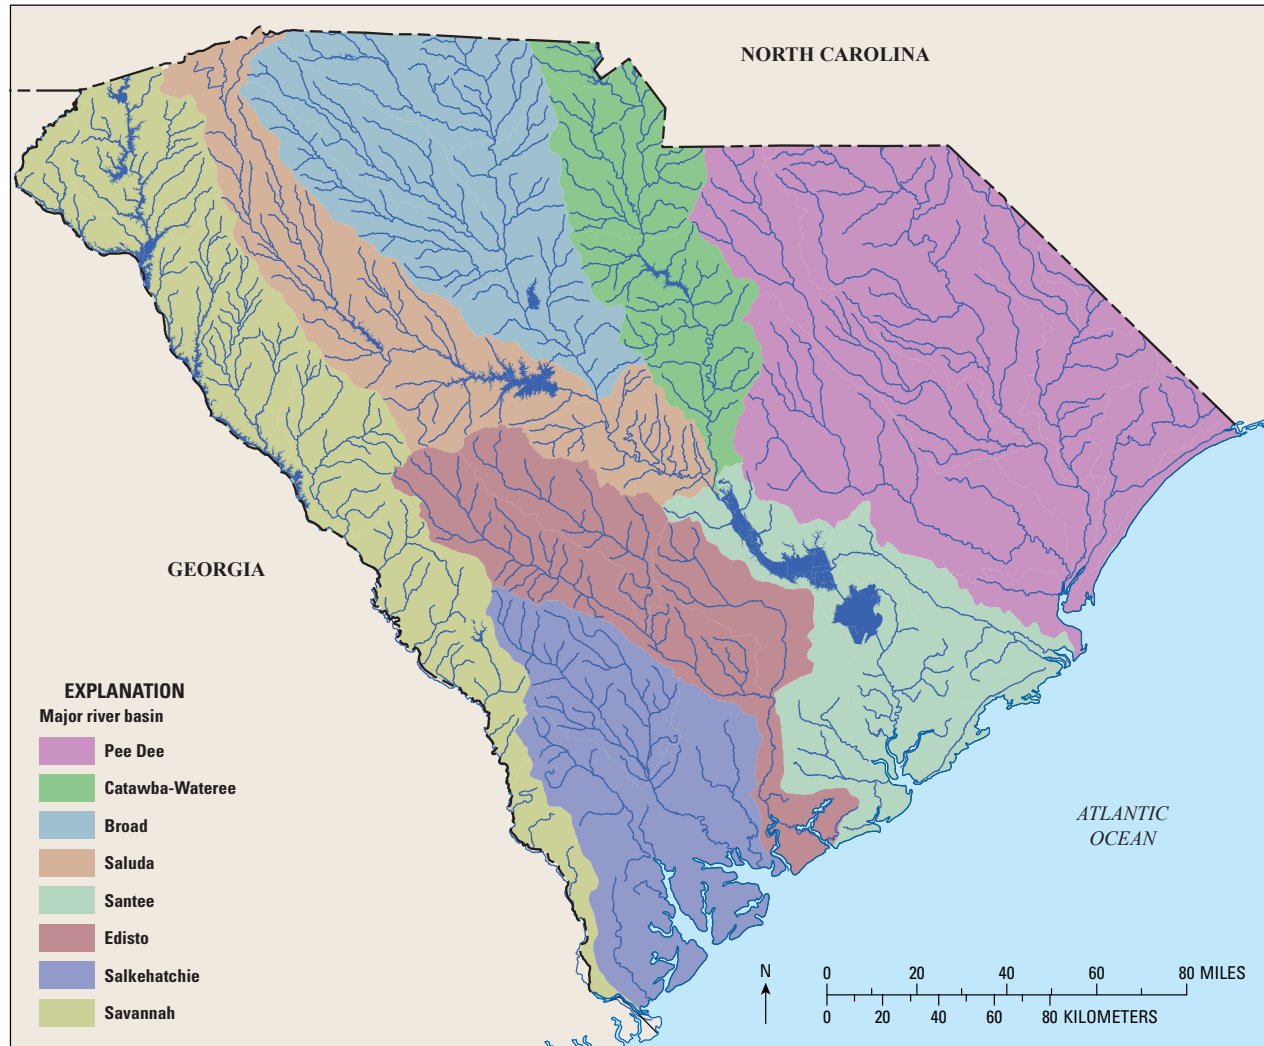 NORTH CAROLINA
GEORGIA
EXPLANATION
Major river basin
Pee Dee
Catawba-Wateree
Broad
Saluda
Santee
Edisto
Salkehatchie
Savannah
ATLANTIC
OCEAN
N
0 20 40 60 80 MILES
0 20 40 60 80 KILOMETERS